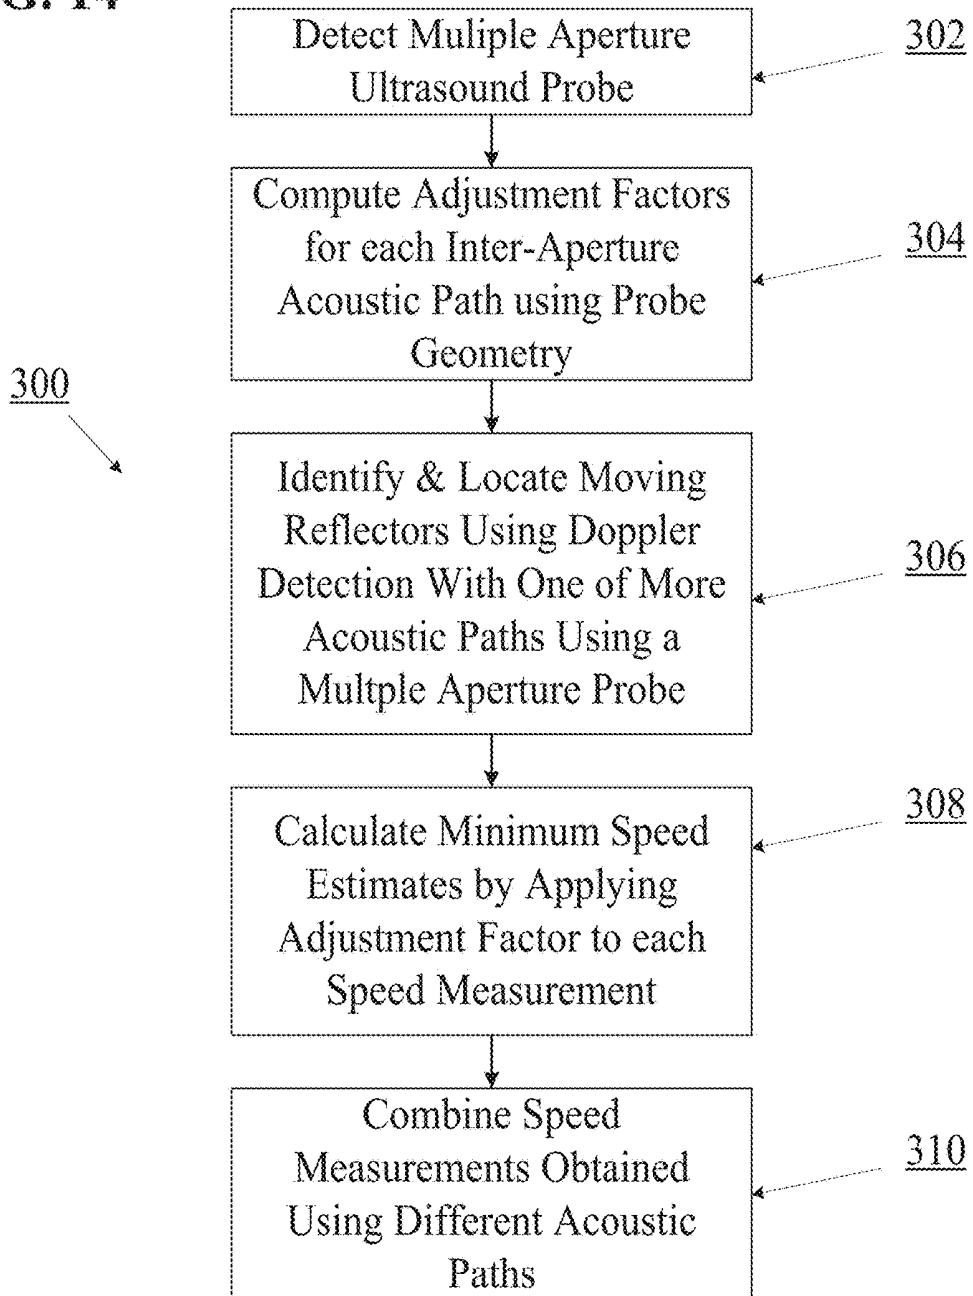 Detect Muliple Aperture
Ultrasound Probe
302
Compute Adjustment Factors
for each Inter-Aperture
Acoustic Path using Probe
Geometry
304
300
Identify & Locate Moving
Reflectors Using Doppler
Detection With One of More
Acoustic Paths Using a
Multple Aperture Probe
306
Calculate Minimum Speed
Estimates by Applying
Adjustment Factor to each
Speed Measurement
308
Combine Speed
Measurements Obtained
Using Different Acoustic
Paths
310